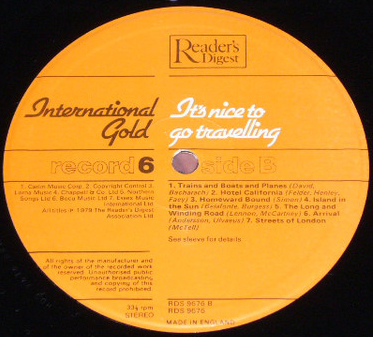 Reader's
Digest
International
Gold
It's nice to
go travelling
record 6
side B
1. Carlin Music Corp. 2. Copyright Control 3.
Lorna Music 4. Chappell & Co Ltd 5. Northern
Songs Ltd 6. Bocu Music Ltd 7. Essex Music
International Ltd
All titles ℗ 1979 The Reader's Digest
Association Ltd
1. Trains and Boats and Planes (David,
Bacharach) 2. Hotel California (Felder, Henley,
Frey) 3. Homeward Bound (Simon) 4. Island in
the Sun (Belafonte, Burgess) 5. The Long and
Winding Road (Lennon, McCartney) 6. Arrival
(Andersson, Ulvaeus) 7. Streets of London
(McTell)
See sleeve for details
All rights of the manufacturer and
of the owner of the recorded work
reserved. Unauthorised public
performance broadcasting,
and copying of this
record prohibited.
33⅓ rpm
STEREO
RDS 9676 B
RDS 9676
MADE IN ENGLAND